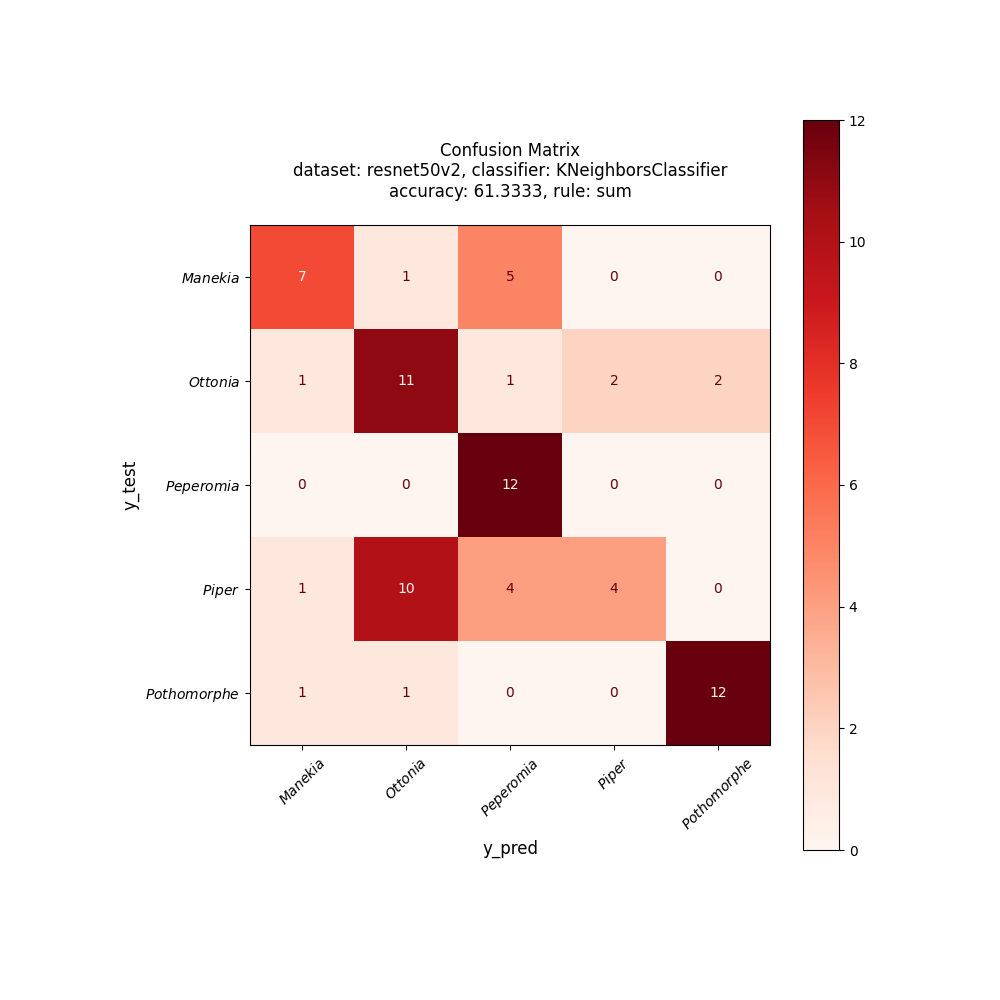 Confusion Matrix
dataset: resnet50v2, classifier: KNeighborsClassifier
accuracy: 61.3333, rule: sum
Manekia 7 1 5 0 0
Ottonia 1 11 1 2 2
Peperomia 0 0 12 0 0
Piper 1 10 4 4 0
Pothomorphe 1 1 0 0 12
Manekia Ottonia Peperomia Piper Pothomorphe
y_pred
y_test
12
10
8
6
4
2
0